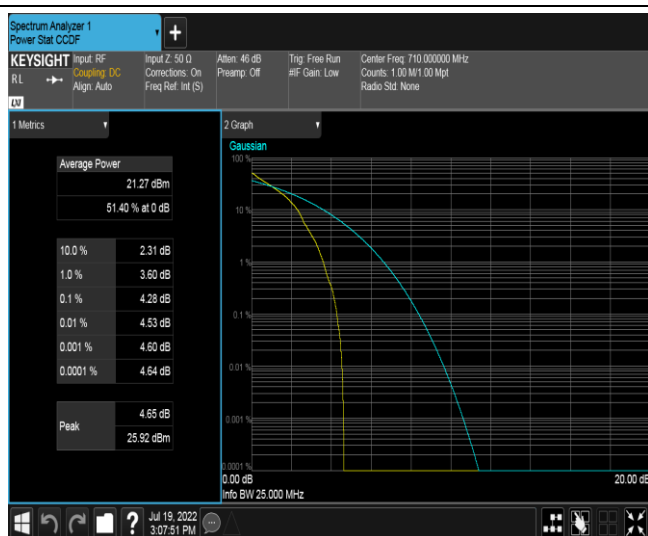 Spectrum Analyzer 1
Power Stat CCDF
+
KEYSIGHT
RL
LXI
Input: RF
Coupling: DC
Align: Auto
Input Z: 50 Ω
Corrections: On
Freq Ref: Int (S)
Atten: 46 dB
Preamp: Off
Trig: Free Run
#IF Gain: Low
Center Freq: 710.000000 MHz
Counts: 1.00 M/1.00 Mpt
Radio Std: None
1 Metrics
Average Power
21.27 dBm
51.40 % at 0 dB
10.0 % 2.31 dB
1.0 % 3.60 dB
0.1 % 4.28 dB
0.01 % 4.53 dB
0.001 % 4.60 dB
0.0001 % 4.64 dB
Peak
4.65 dB
25.92 dBm
2 Graph
Gaussian
100 %
10 %
1 %
0.1 %
0.01 %
0.001 %
0.0001 %
0.00 dB
20.00 dB
Info BW 25.000 MHz
?
Jul 19, 2022
3:07:51 PM